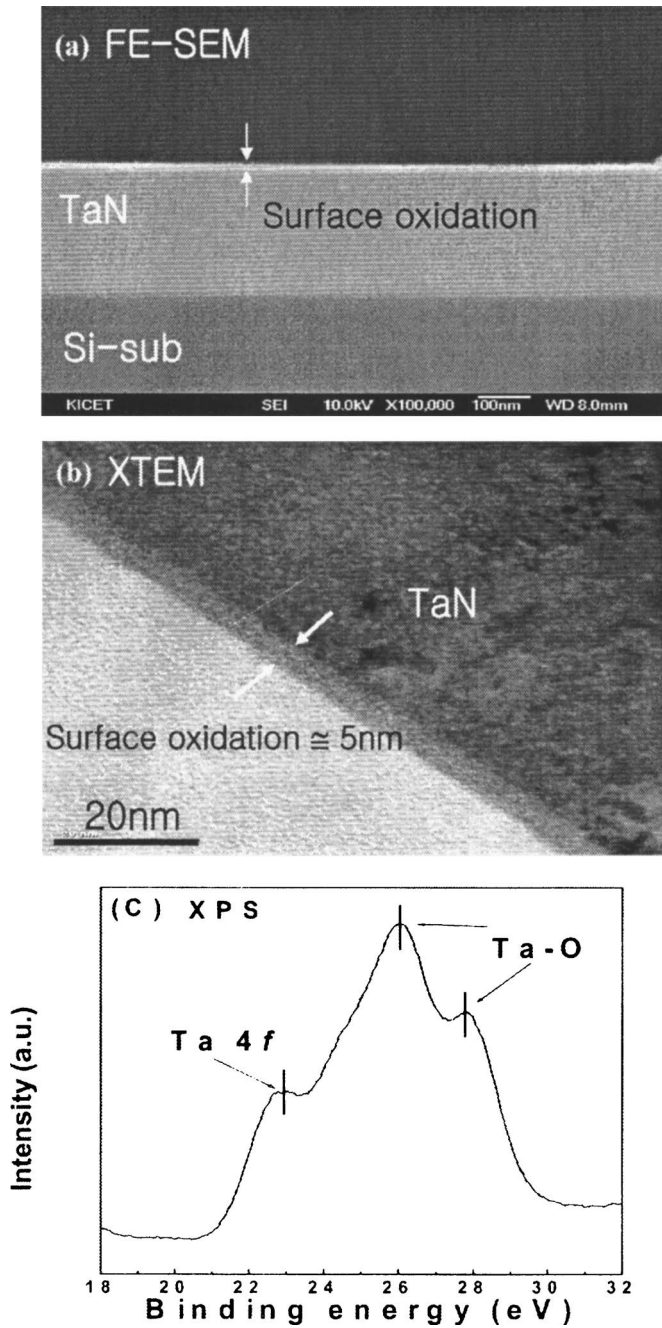 (a) FE-SEM
TaN
Surface oxidation
Si-sub
KICET SEI 10.0kV X100,000 100nm WD 8.0mm
(b) XTEM
TaN
Surface oxidation ≅ 5nm
20nm
(C) XPS
Ta-O
Ta 4f
Intensity (a.u.)
18 20 22 24 26 28 30 32
Binding energy (eV)